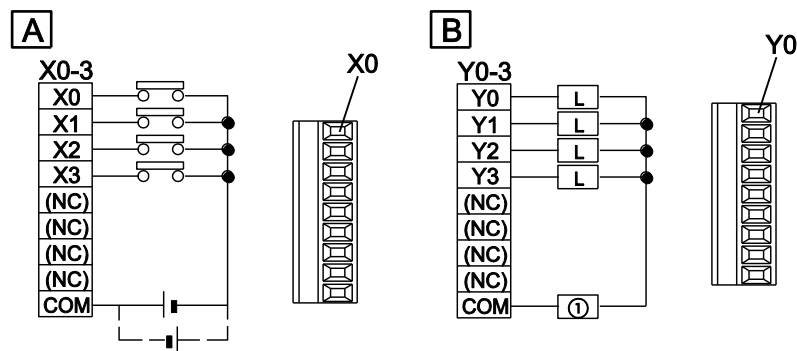 A
X0-3
X0
X0
X1
X2
X3
(NC)
(NC)
(NC)
(NC)
COM
B
Y0-3
Y0
Y0 L
Y1 L
Y2 L
Y3 L
(NC)
(NC)
(NC)
(NC)
COM ①